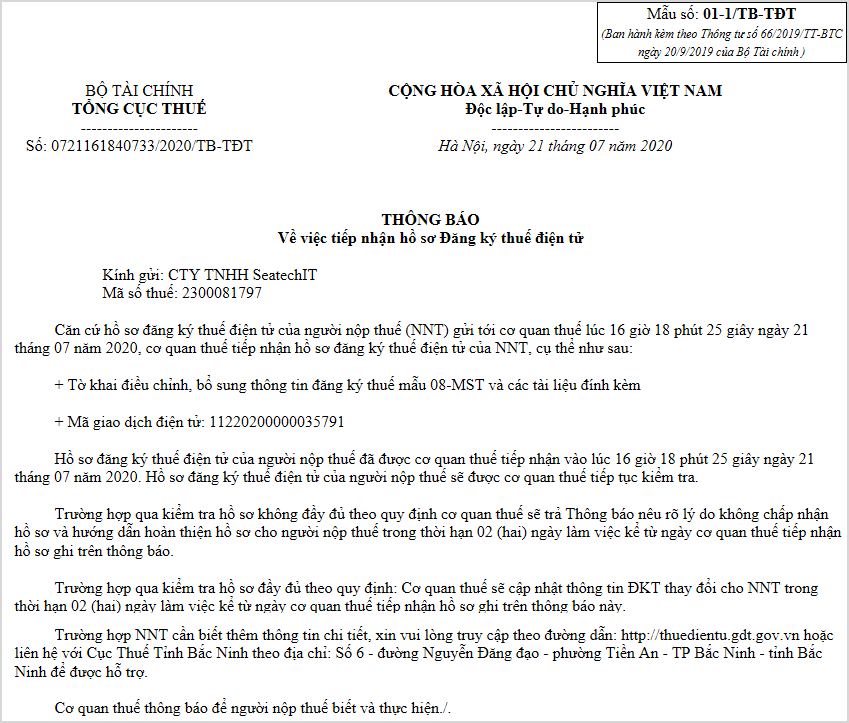 Mẫu số: 01-1/TB-TĐT
(Ban hành kèm theo Thông tư số 66/2019/TT-BTC
ngày 20/9/2019 của Bộ Tài chính )
BỘ TÀI CHÍNH
TỔNG CỤC THUẾ
----------------------
Số: 0721161840733/2020/TB-TĐT
CỘNG HÒA XÃ HỘI CHỦ NGHĨA VIỆT NAM
Độc lập-Tự do-Hạnh phúc
------------------------
Hà Nội, ngày 21 tháng 07 năm 2020
THÔNG BÁO
Về việc tiếp nhận hồ sơ Đăng ký thuế điện tử
Kính gửi: CTY TNHH SeatechIT
Mã số thuế: 2300081797
Căn cứ hồ sơ đăng ký thuế điện tử của người nộp thuế (NNT) gửi tới cơ quan thuế lúc 16 giờ 18 phút 25 giây ngày 21
tháng 07 năm 2020, cơ quan thuế tiếp nhận hồ sơ đăng ký thuế điện tử của NNT, cụ thể như sau:
+ Tờ khai điều chỉnh, bổ sung thông tin đăng ký thuế mẫu 08-MST và các tài liệu đính kèm
+ Mã giao dịch điện tử: 11220200000035791
Hồ sơ đăng ký thuế điện tử của người nộp thuế đã được cơ quan thuế tiếp nhận vào lúc 16 giờ 18 phút 25 giây ngày 21
tháng 07 năm 2020. Hồ sơ đăng ký thuế điện tử của người nộp thuế sẽ được cơ quan thuế tiếp tục kiểm tra.
Trường hợp qua kiểm tra hồ sơ không đầy đủ theo quy định cơ quan thuế sẽ trả Thông báo nêu rõ lý do không chấp nhận
hồ sơ và hướng dẫn hoàn thiện hồ sơ cho người nộp thuế trong thời hạn 02 (hai) ngày làm việc kể từ ngày cơ quan thuế tiếp nhận
hồ sơ ghi trên thông báo.
Trường hợp qua kiểm tra hồ sơ đầy đủ theo quy định: Cơ quan thuế sẽ cập nhật thông tin ĐKT thay đổi cho NNT trong
thời hạn 02 (hai) ngày làm việc kể từ ngày cơ quan thuế tiếp nhận hồ sơ ghi trên thông báo này.
Trường hợp NNT cần biết thêm thông tin chi tiết, xin vui lòng truy cập theo đường dẫn: http://thuedientu.gdt.gov.vn hoặc
liên hệ với Cục Thuế Tỉnh Bắc Ninh theo địa chỉ: Số 6 - đường Nguyễn Đăng đạo - phường Tiền An - TP Bắc Ninh - tỉnh Bắc
Ninh để được hỗ trợ.
Cơ quan thuế thông báo để người nộp thuế biết và thực hiện./.